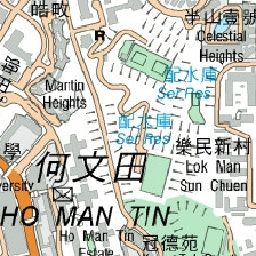 皓畋
半山壹號
Celestial
Heights
R
配水庫
Ser Res
Martin
Heights
配水庫
Ser Res
學
樂民新村
Lok Man
Sun Chuen
何文田
HO MAN TIN
Ho Man Tin
Estate
冠德苑